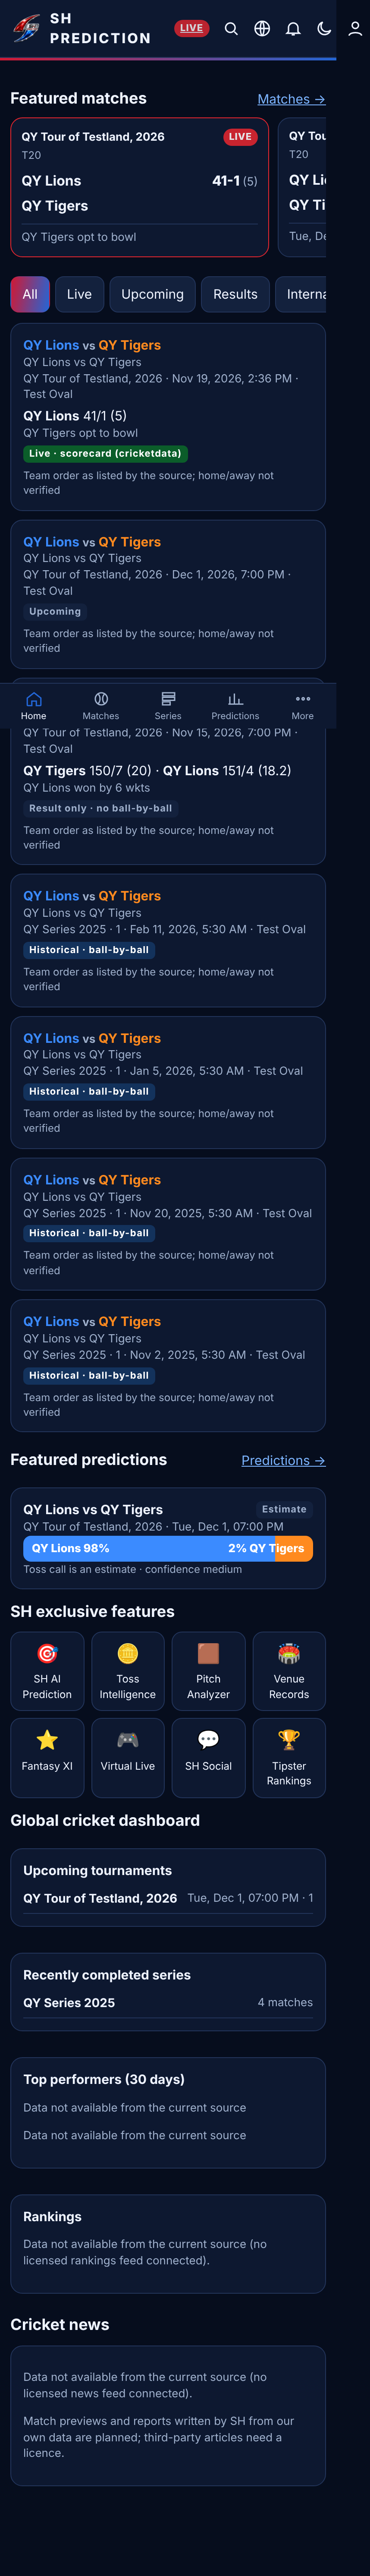 SH
PREDICTION
LIVE
Featured matches
Matches →
QY Tour of Testland, 2026
LIVE
T20
QY Lions
41-1 (5)
QY Tigers
QY Tigers opt to bowl
QY Tou
T20
QY Li
QY Ti
Tue, De
All
Live
Upcoming
Results
Interna
QY Lions vs QY Tigers
QY Lions vs QY Tigers
QY Tour of Testland, 2026 · Nov 19, 2026, 2:36 PM ·
Test Oval
QY Lions 41/1 (5)
QY Tigers opt to bowl
Live · scorecard (cricketdata)
Team order as listed by the source; home/away not
verified
QY Lions vs QY Tigers
QY Lions vs QY Tigers
QY Tour of Testland, 2026 · Dec 1, 2026, 7:00 PM ·
Test Oval
Upcoming
Team order as listed by the source; home/away not
verified
Home
Matches
Series
Predictions
More
QY Tour of Testland, 2026 · Nov 15, 2026, 7:00 PM ·
Test Oval
QY Tigers 150/7 (20) · QY Lions 151/4 (18.2)
QY Lions won by 6 wkts
Result only · no ball-by-ball
Team order as listed by the source; home/away not
verified
QY Lions vs QY Tigers
QY Lions vs QY Tigers
QY Series 2025 · 1 · Feb 11, 2026, 5:30 AM · Test Oval
Historical · ball-by-ball
Team order as listed by the source; home/away not
verified
QY Lions vs QY Tigers
QY Lions vs QY Tigers
QY Series 2025 · 1 · Jan 5, 2026, 5:30 AM · Test Oval
Historical · ball-by-ball
Team order as listed by the source; home/away not
verified
QY Lions vs QY Tigers
QY Lions vs QY Tigers
QY Series 2025 · 1 · Nov 20, 2025, 5:30 AM · Test Oval
Historical · ball-by-ball
Team order as listed by the source; home/away not
verified
QY Lions vs QY Tigers
QY Lions vs QY Tigers
QY Series 2025 · 1 · Nov 2, 2025, 5:30 AM · Test Oval
Historical · ball-by-ball
Team order as listed by the source; home/away not
verified
Featured predictions
Predictions →
QY Lions vs QY Tigers
Estimate
QY Tour of Testland, 2026 · Tue, Dec 1, 07:00 PM
QY Lions 98%
2% QY Tigers
Toss call is an estimate · confidence medium
SH exclusive features
SH AI
Prediction
Toss
Intelligence
Pitch
Analyzer
Venue
Records
Fantasy XI
Virtual Live
SH Social
Tipster
Rankings
Global cricket dashboard
Upcoming tournaments
QY Tour of Testland, 2026
Tue, Dec 1, 07:00 PM · 1
Recently completed series
QY Series 2025
4 matches
Top performers (30 days)
Data not available from the current source
Data not available from the current source
Rankings
Data not available from the current source (no
licensed rankings feed connected).
Cricket news
Data not available from the current source (no
licensed news feed connected).
Match previews and reports written by SH from our
own data are planned; third-party articles need a
licence.